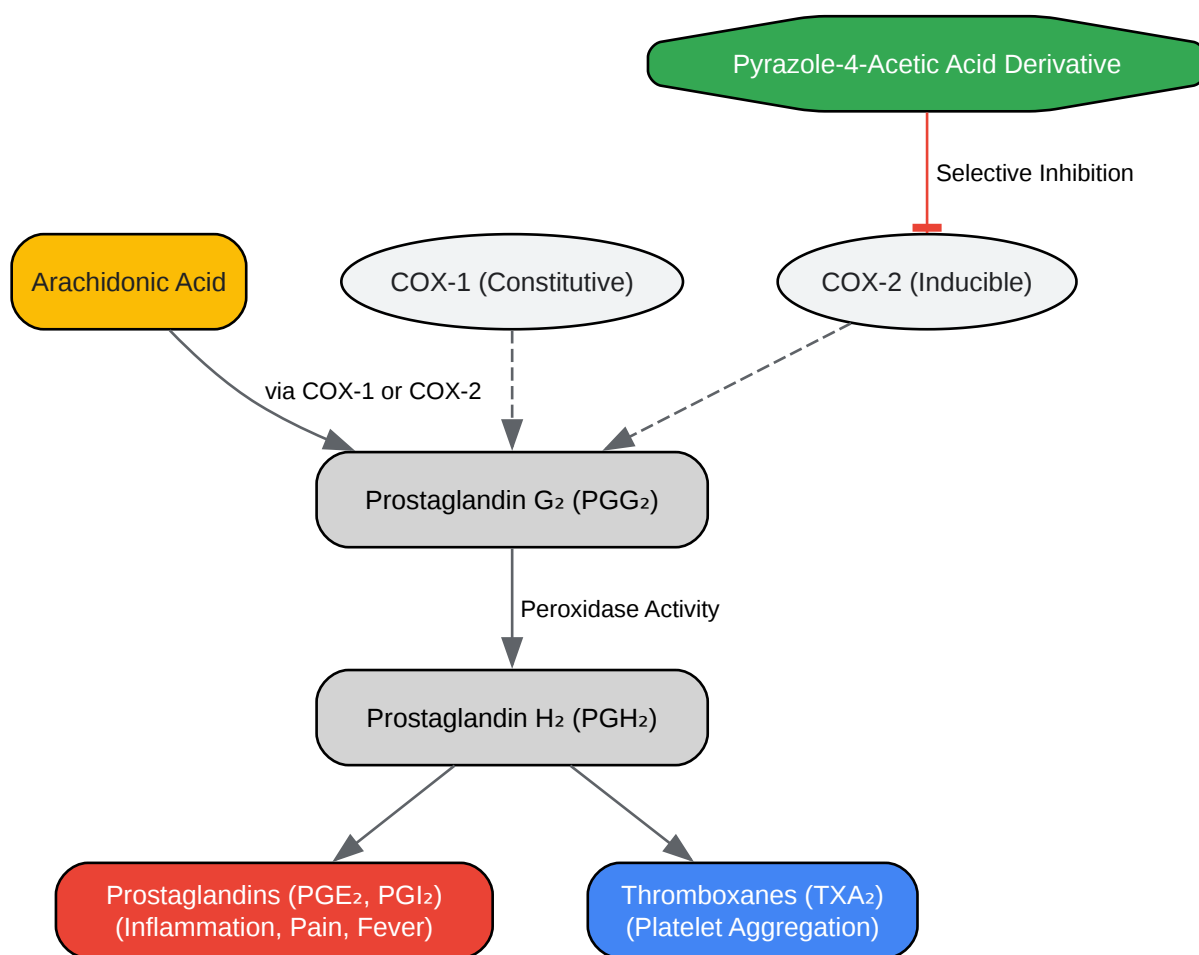 Pyrazole-4-Acetic Acid Derivative
Selective Inhibition
Arachidonic Acid
COX-1 (Constitutive)
COX-2 (Inducible)
via COX-1 or COX-2
Prostaglandin G₂ (PGG₂)
Peroxidase Activity
Prostaglandin H₂ (PGH₂)
Prostaglandins (PGE₂, PGI₂)
(Inflammation, Pain, Fever)
Thromboxanes (TXA₂)
(Platelet Aggregation)